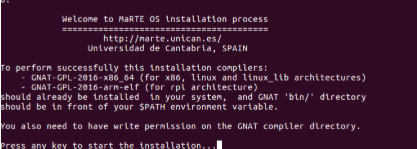 Welcome to MaRTE OS installation process
=======================================
http://marte.unican.es/
Universidad de Cantabria, SPAIN
To perform successfully this installation compilers:
- GNAT-GPL-2016-x86_64 (for x86, linux and linux_lib architectures)
- GNAT-GPL-2016-arm-elf (for rpi architecture)
should already be installed in your system, and GNAT 'bin/' directory
should be in front of your $PATH environment variable.
You also need to have write permission on the GNAT compiler directory.
Press any key to start the installation...